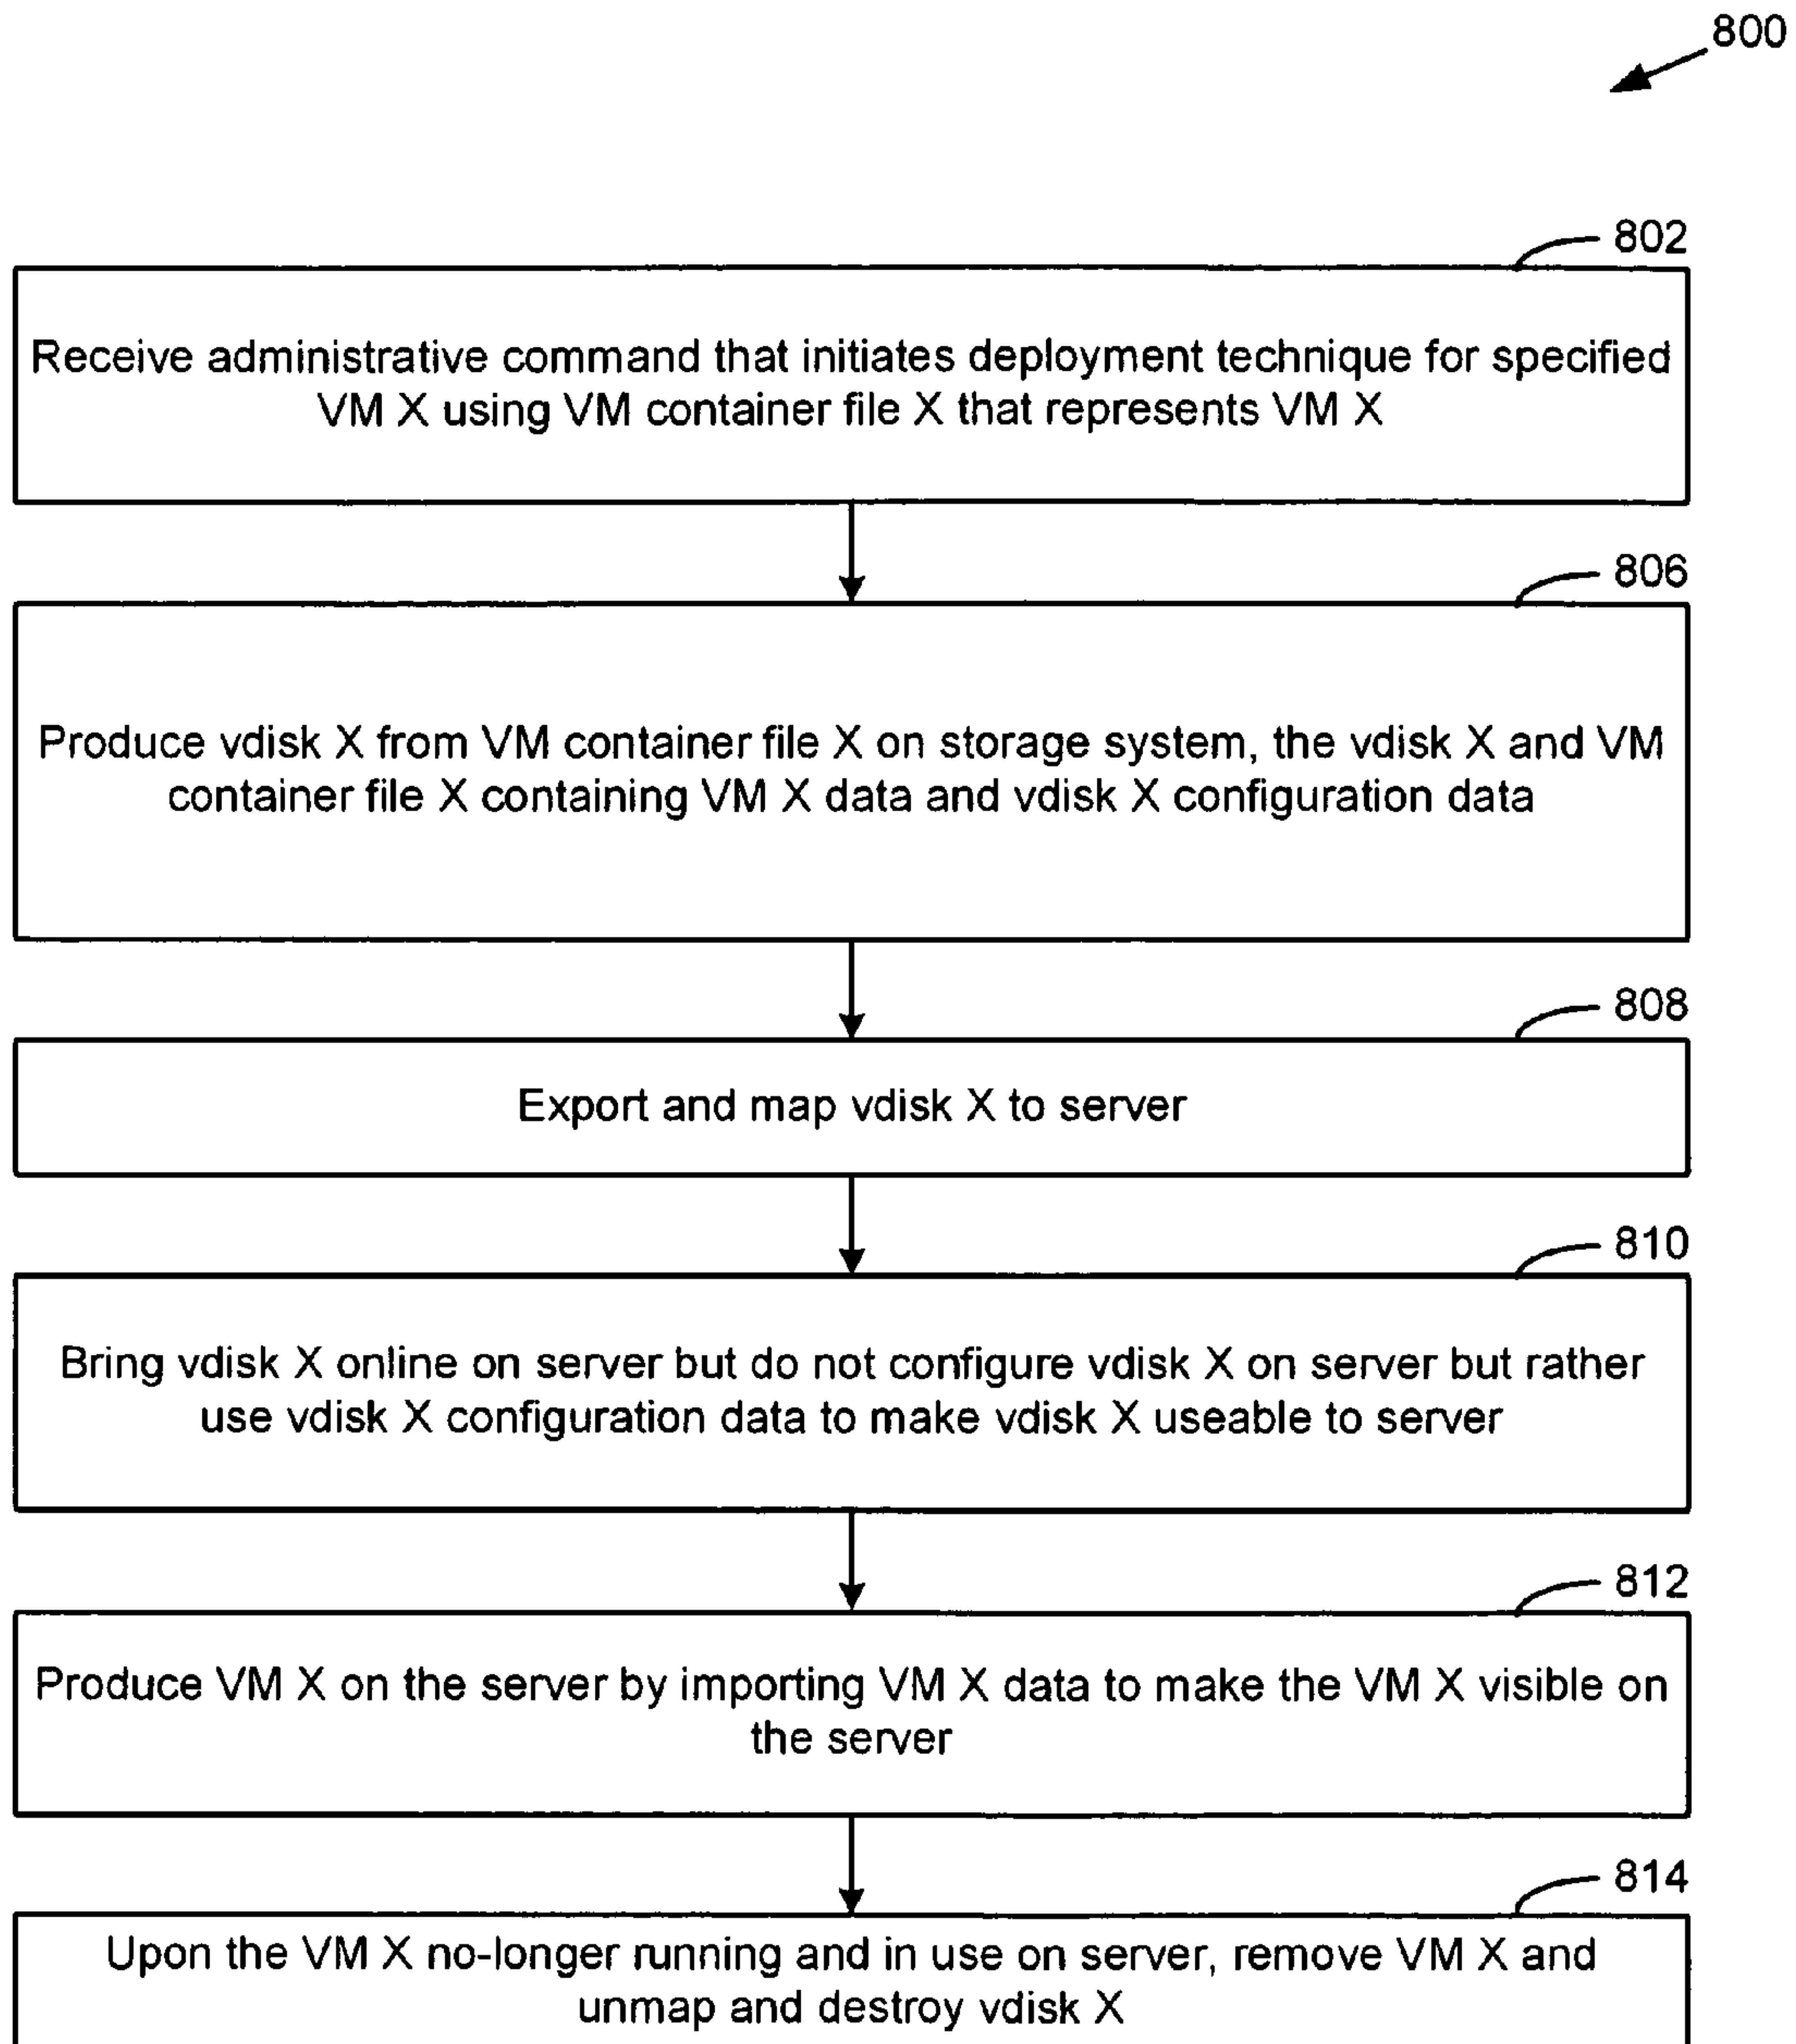 800
802
Receive administrative command that initiates deployment technique for specified
VM X using VM container file X that represents VM X
806
Produce vdisk X from VM container file X on storage system, the vdisk X and VM
container file X containing VM X data and vdisk X configuration data
808
Export and map vdisk X to server
810
Bring vdisk X online on server but do not configure vdisk X on server but rather
use vdisk X configuration data to make vdisk X useable to server
812
Produce VM X on the server by importing VM X data to make the VM X visible on
the server
814
Upon the VM X no-longer running and in use on server, remove VM X and
unmap and destroy vdisk X